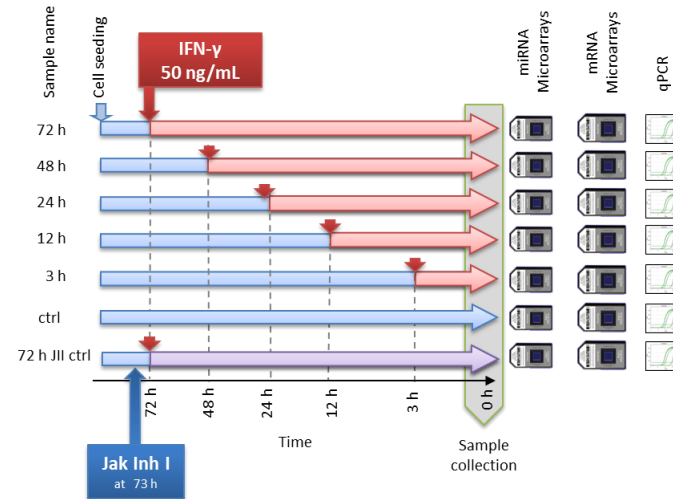 Sample name
Cell seeding
IFN-γ
50 ng/mL
miRNA
Microarrays
mRNA
Microarrays
qPCR
72 h
48 h
24 h
12 h
3 h
ctrl
72 h JII ctrl
72 h
48 h
24 h
12 h
3 h
0 h
Time
Sample
collection
Jak Inh I
at 73 h